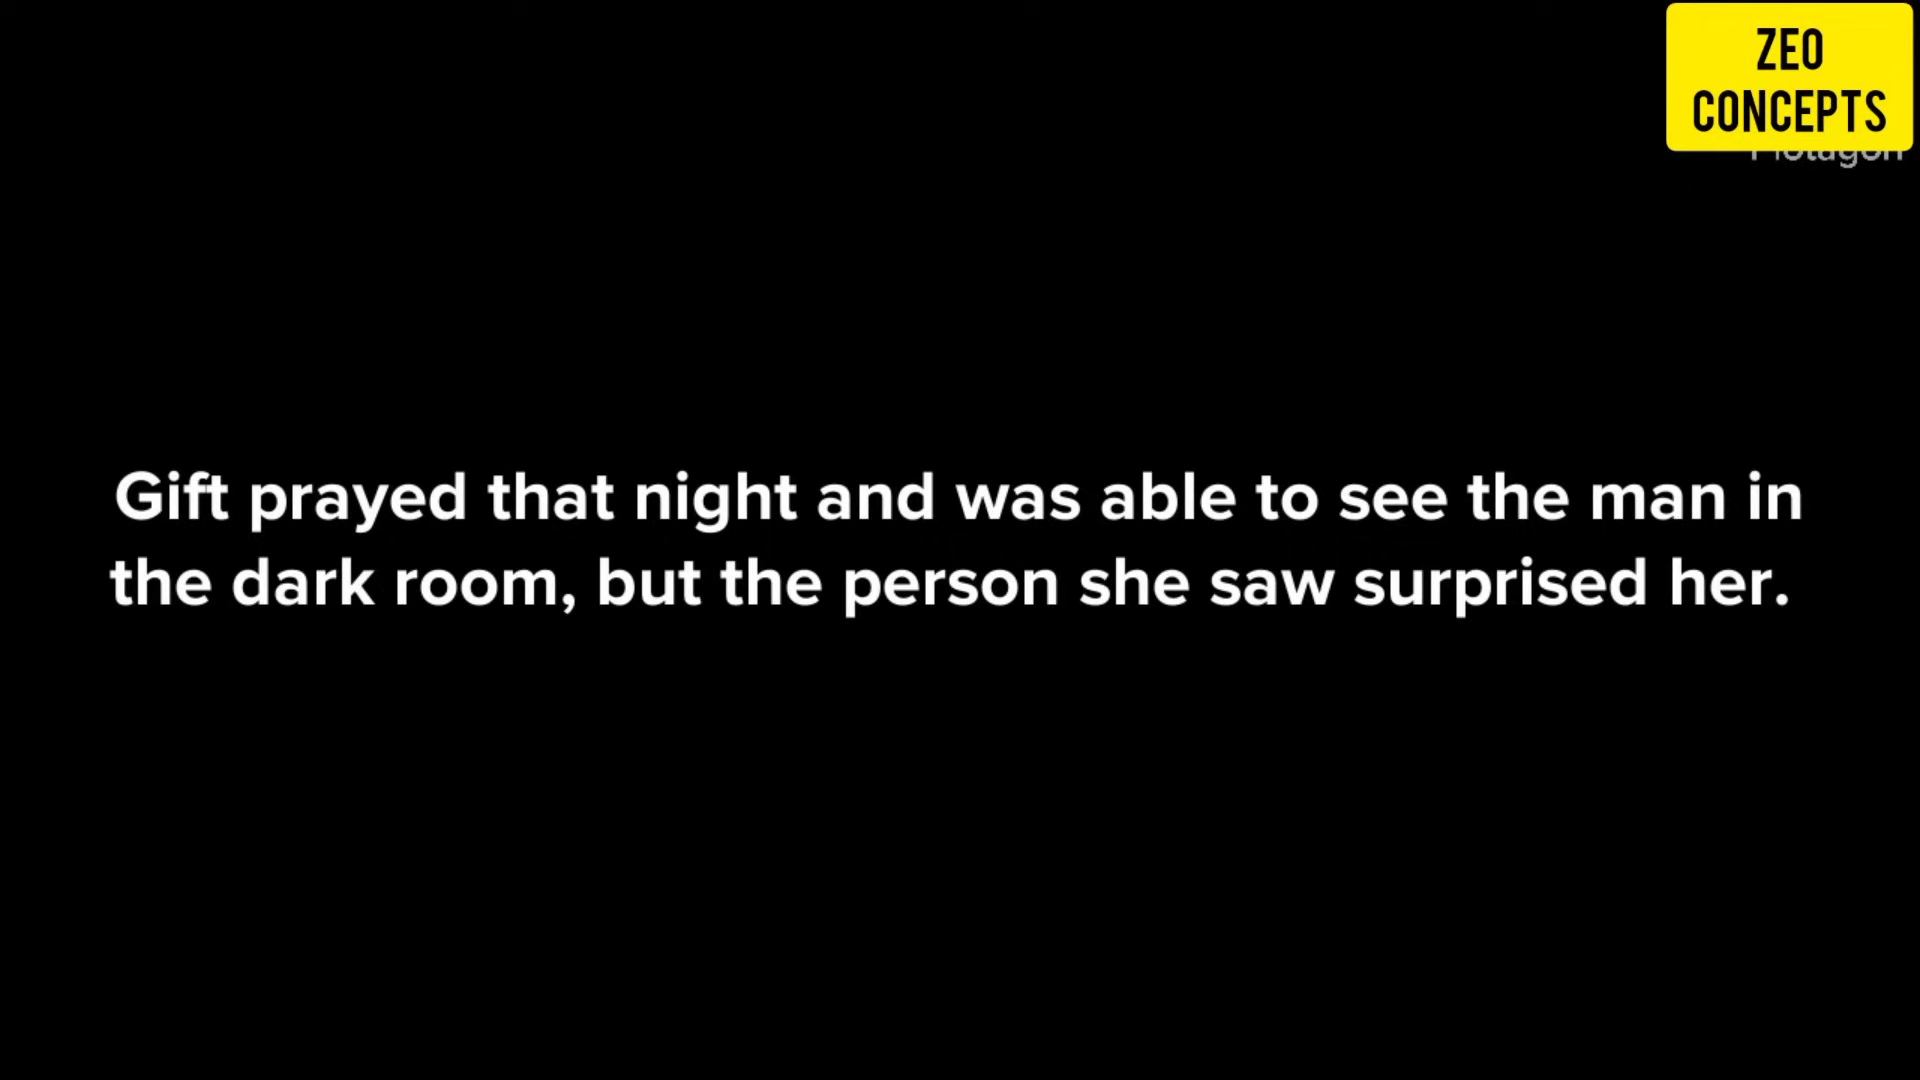 ZEO
CONCEPTS
Plotagon
Gift prayed that night and was able to see the man in
the dark room, but the person she saw surprised her.